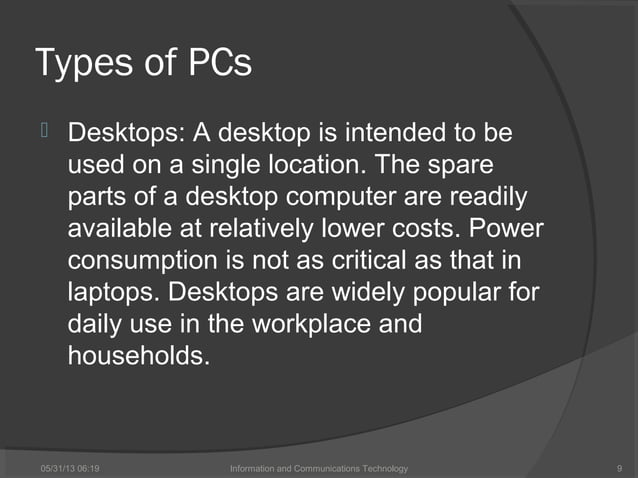 Types of PCs
Desktops: A desktop is intended to be
used on a single location. The spare
parts of a desktop computer are readily
available at relatively lower costs. Power
consumption is not as critical as that in
laptops. Desktops are widely popular for
daily use in the workplace and
households.
05/31/13 06:19 Information and Communications Technology 9